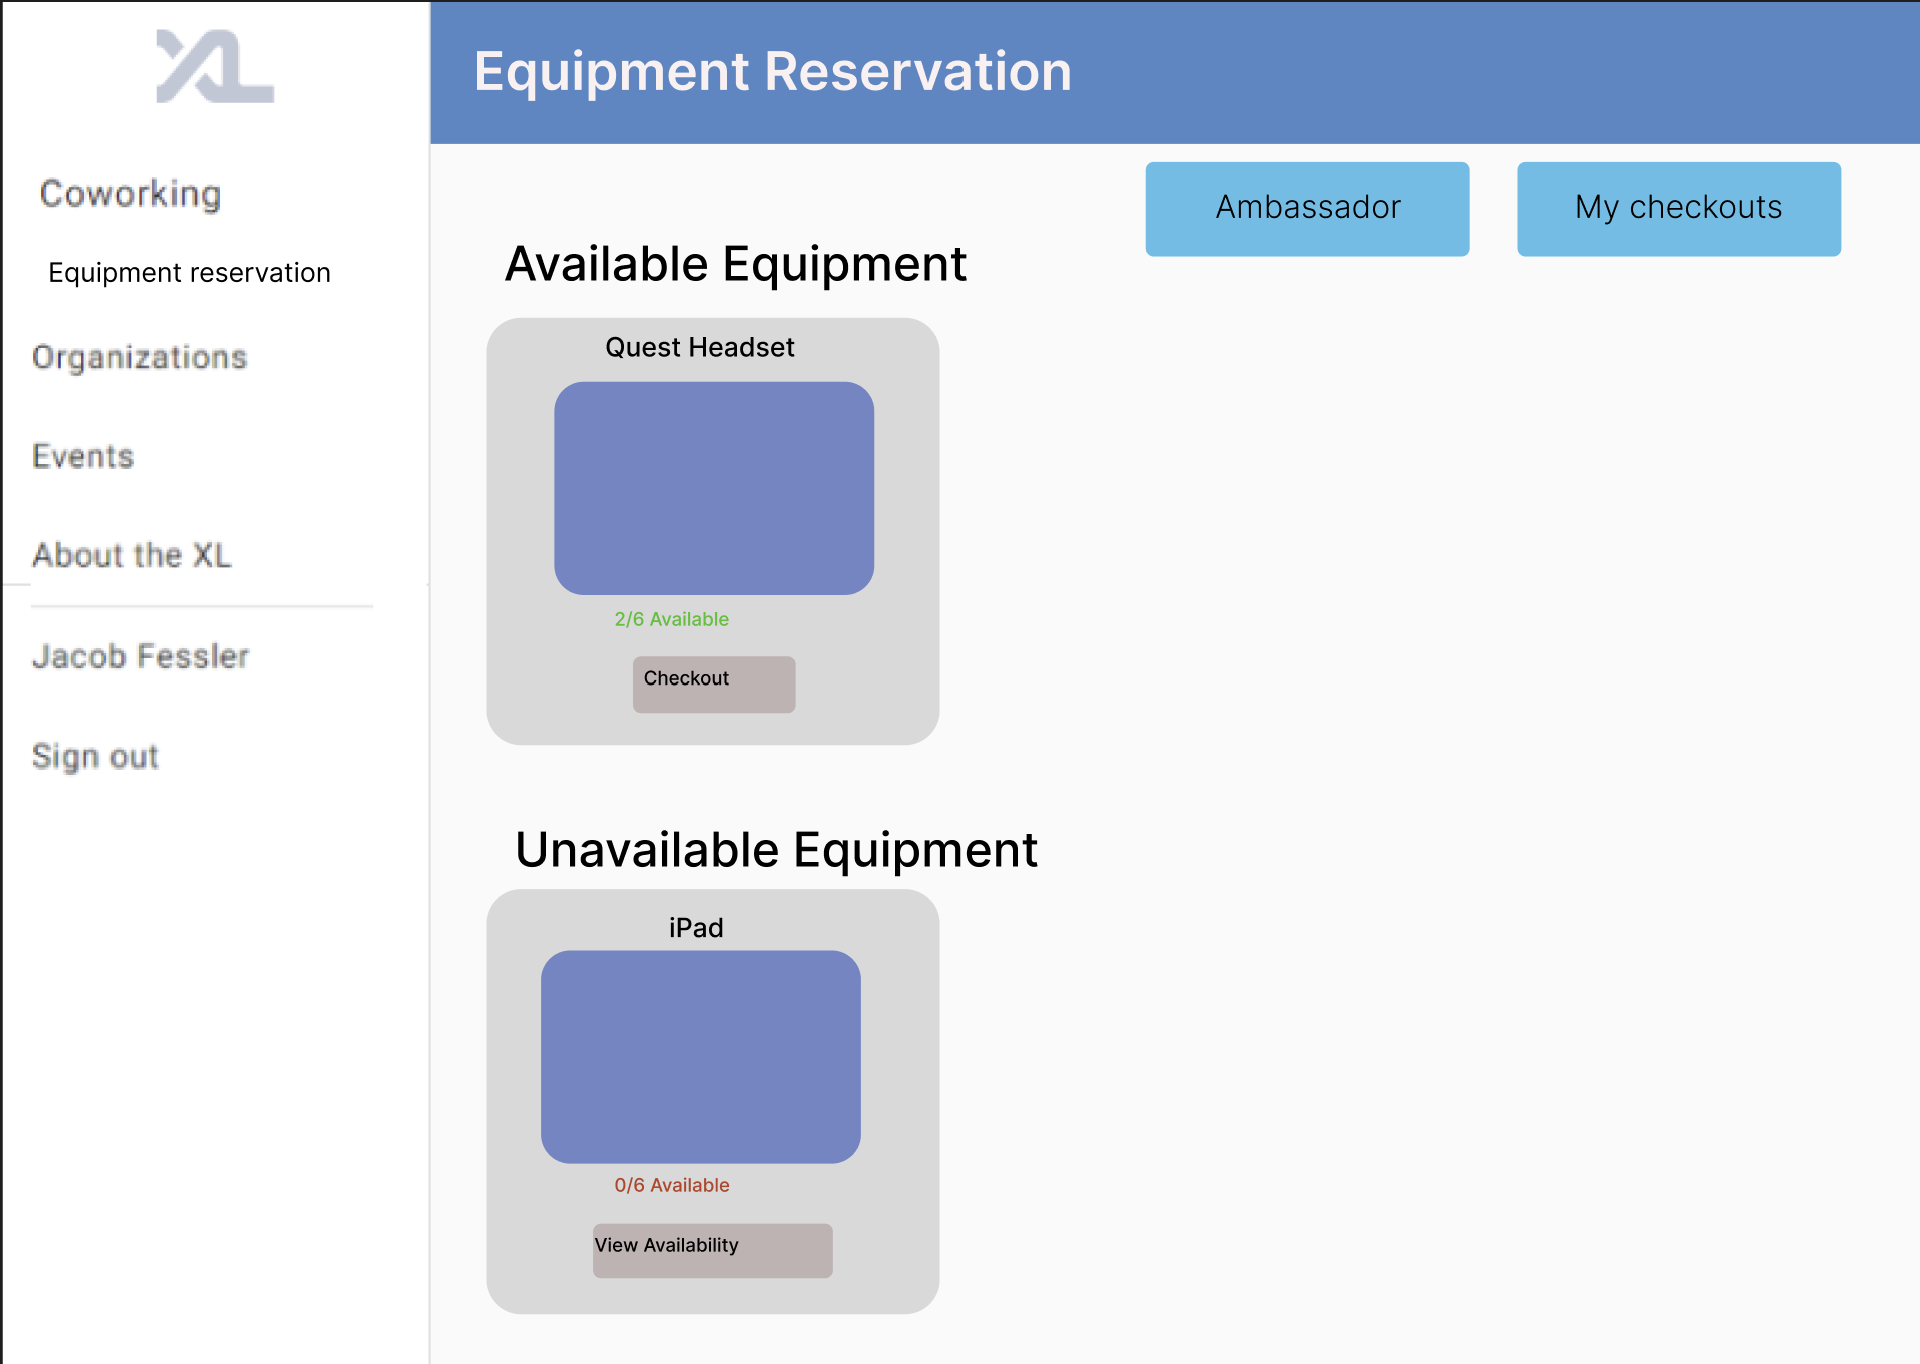 XL
Coworking
Equipment reservation
Organizations
Events
About the XL
Jacob Fessler
Sign out
Equipment Reservation
Ambassador
My checkouts
Available Equipment
Quest Headset
2/6 Available
Checkout
Unavailable Equipment
iPad
0/6 Available
View Availability